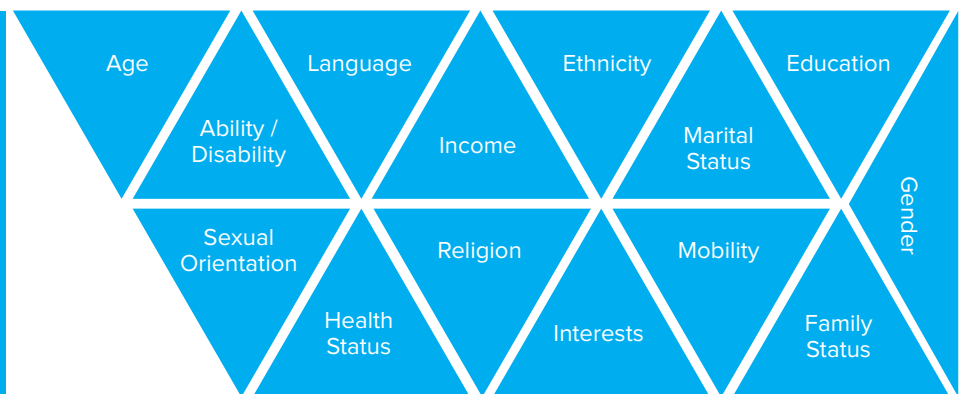 Age
Language
Ethnicity
Education
Ability /
Disability
Income
Marital
Status
Gender
Sexual
Orientation
Religion
Mobility
Health
Status
Interests
Family
Status